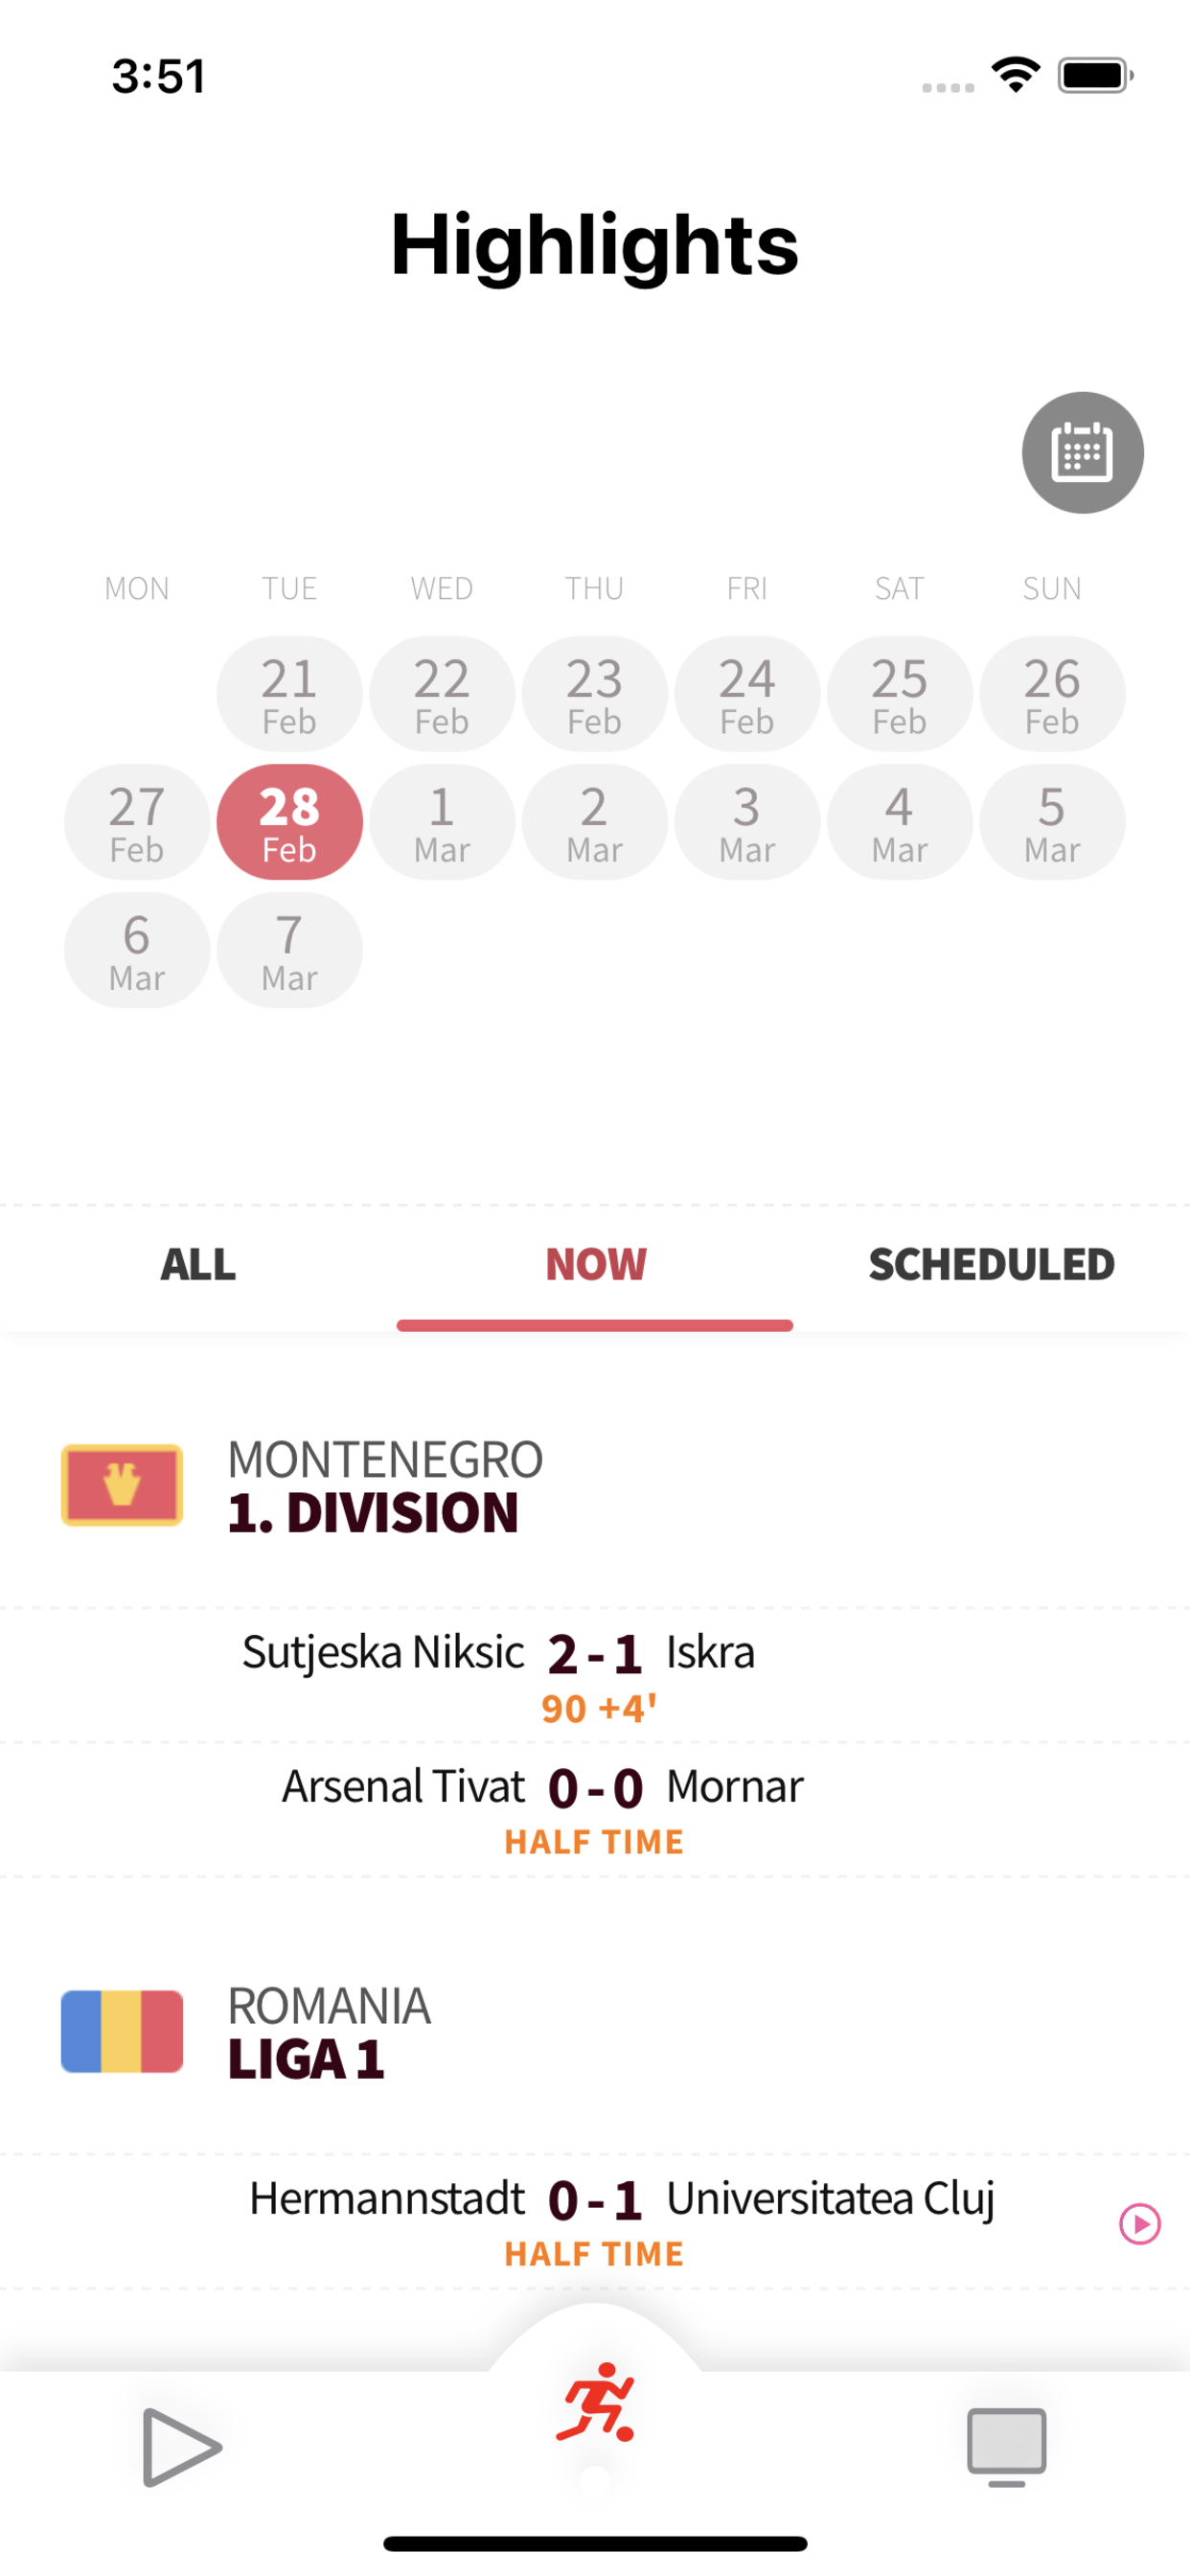 3:51
Highlights
MON TUE WED THU FRI SAT SUN
21 22 23 24 25 26
Feb Feb Feb Feb Feb Feb
27 28 1 2 3 4 5
Feb Feb Mar Mar Mar Mar Mar
6 7
Mar Mar
ALL NOW SCHEDULED
MONTENEGRO
1. DIVISION
Sutjeska Niksic 2 - 1 Iskra
90 +4'
Arsenal Tivat 0 - 0 Mornar
HALF TIME
ROMANIA
LIGA 1
Hermannstadt 0 - 1 Universitatea Cluj
HALF TIME